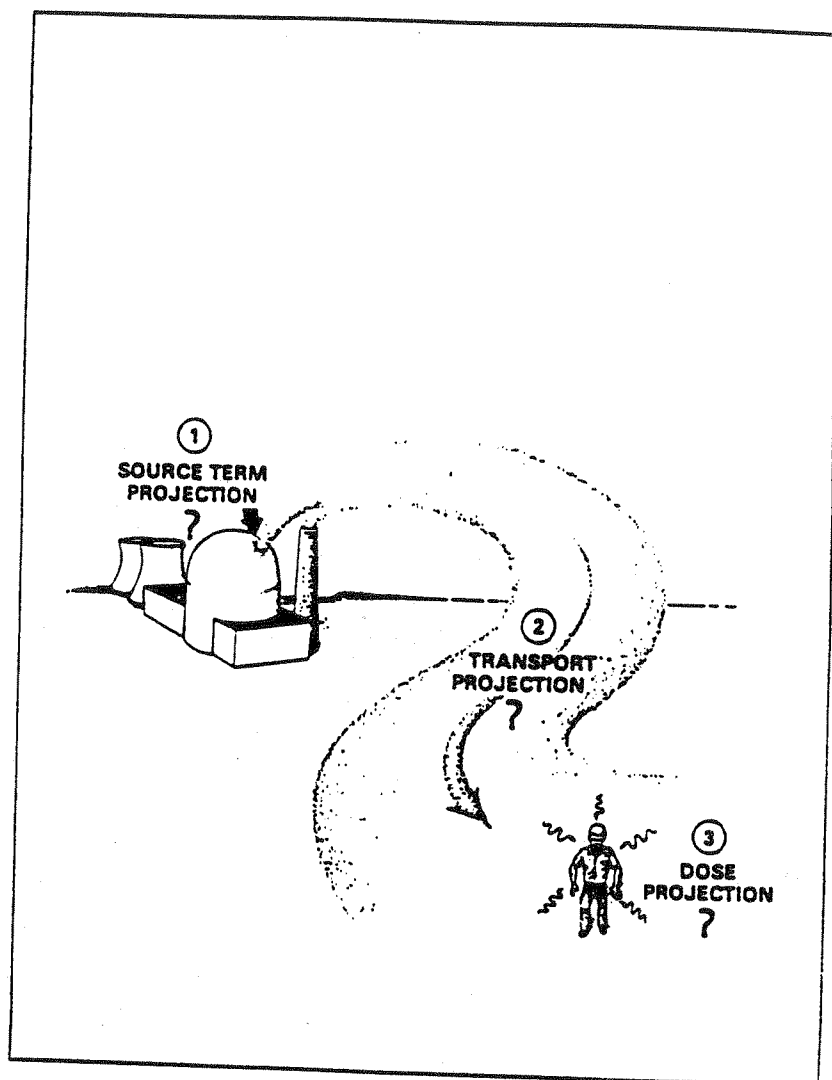 1
SOURCE TERM
PROJECTION
?
2
TRANSPORT
PROJECTION
?
3
DOSE
PROJECTION
?